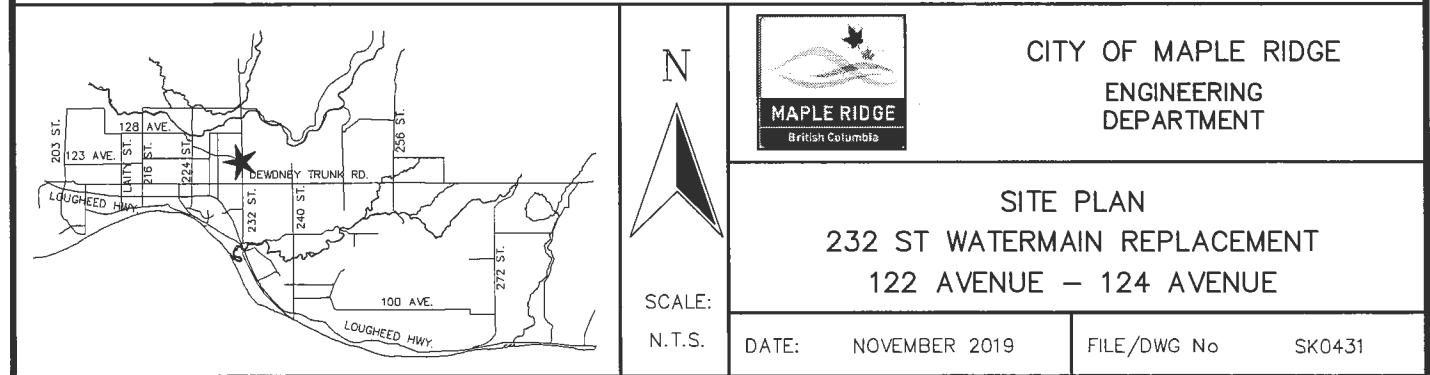 203 ST.
128 AVE.
123 AVE.
LAITY ST.
216 ST.
224 ST.
256 ST.
DEWDNEY TRUNK RD.
LOUGHEED HWY.
232 ST.
240 ST.
272 ST.
100 AVE.
LOUGHEED HWY.
N
SCALE:
N.T.S.
MAPLE RIDGE
British Columbia
CITY OF MAPLE RIDGE
ENGINEERING
DEPARTMENT
SITE PLAN
232 ST WATERMAIN REPLACEMENT
122 AVENUE – 124 AVENUE
DATE: NOVEMBER 2019
FILE/DWG No SK0431